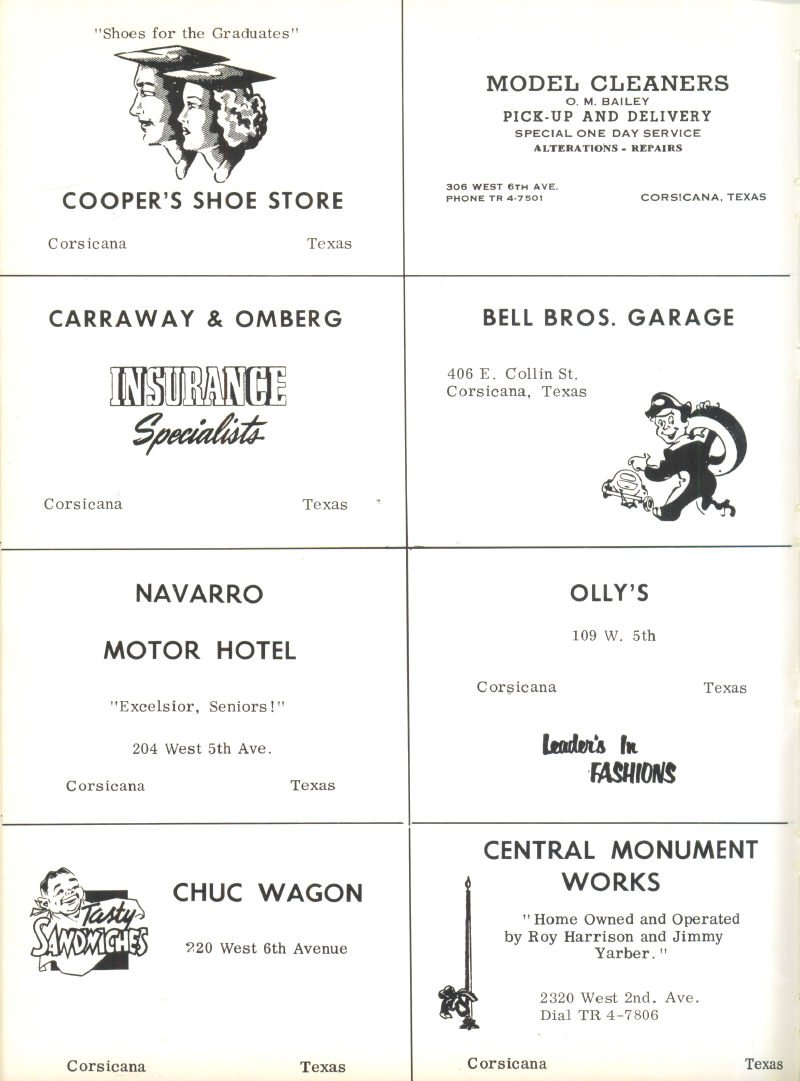 "Shoes for the Graduates"
COOPER'S SHOE STORE
Corsicana Texas
MODEL CLEANERS
O. M. BAILEY
PICK-UP AND DELIVERY
SPECIAL ONE DAY SERVICE
ALTERATIONS - REPAIRS
306 WEST 6TH AVE.
PHONE TR 4-7501 CORSICANA, TEXAS
CARRAWAY & OMBERG
INSURANCE
Specialists
Corsicana Texas
BELL BROS. GARAGE
406 E. Collin St.
Corsicana, Texas
NAVARRO
MOTOR HOTEL
"Excelsior, Seniors!"
204 West 5th Ave.
Corsicana Texas
OLLY'S
109 W. 5th
Corsicana Texas
Leader's In
FASHIONS
Tasty
SANDWICHES
CHUC WAGON
220 West 6th Avenue
Corsicana Texas
CENTRAL MONUMENT
WORKS
"Home Owned and Operated
by Roy Harrison and Jimmy
Yarber."
2320 West 2nd. Ave.
Dial TR 4-7806
Corsicana Texas